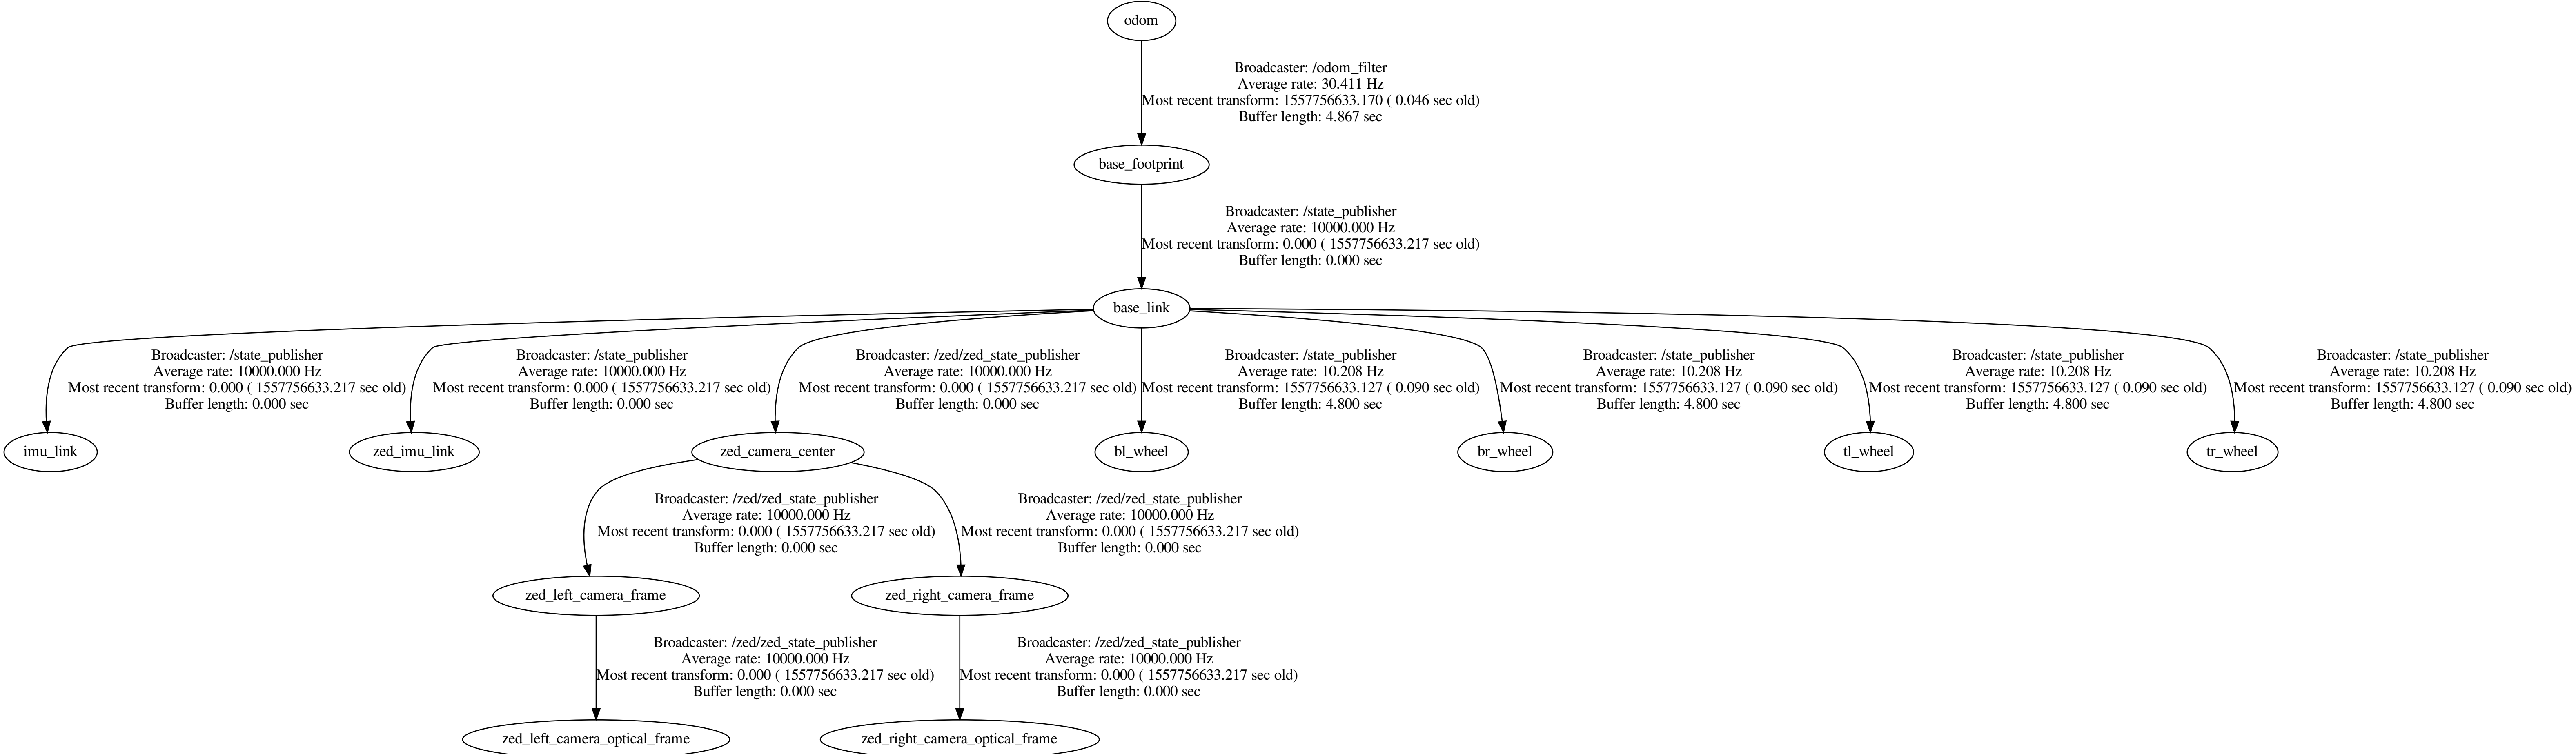 odom
Broadcaster: /odom_filter
Average rate: 30.411 Hz
Most recent transform: 1557756633.170 ( 0.046 sec old)
Buffer length: 4.867 sec
base_footprint
Broadcaster: /state_publisher
Average rate: 10000.000 Hz
Most recent transform: 0.000 ( 1557756633.217 sec old)
Buffer length: 0.000 sec
base_link
Broadcaster: /state_publisher
Average rate: 10000.000 Hz
Most recent transform: 0.000 ( 1557756633.217 sec old)
Buffer length: 0.000 sec
Broadcaster: /state_publisher
Average rate: 10000.000 Hz
Most recent transform: 0.000 ( 1557756633.217 sec old)
Buffer length: 0.000 sec
Broadcaster: /zed/zed_state_publisher
Average rate: 10000.000 Hz
Most recent transform: 0.000 ( 1557756633.217 sec old)
Buffer length: 0.000 sec
Broadcaster: /state_publisher
Average rate: 10.208 Hz
Most recent transform: 1557756633.127 ( 0.090 sec old)
Buffer length: 4.800 sec
Broadcaster: /state_publisher
Average rate: 10.208 Hz
Most recent transform: 1557756633.127 ( 0.090 sec old)
Buffer length: 4.800 sec
Broadcaster: /state_publisher
Average rate: 10.208 Hz
Most recent transform: 1557756633.127 ( 0.090 sec old)
Buffer length: 4.800 sec
Broadcaster: /state_publisher
Average rate: 10.208 Hz
Most recent transform: 1557756633.127 ( 0.090 sec old)
Buffer length: 4.800 sec
imu_link
zed_imu_link
zed_camera_center
bl_wheel
br_wheel
tl_wheel
tr_wheel
Broadcaster: /zed/zed_state_publisher
Average rate: 10000.000 Hz
Most recent transform: 0.000 ( 1557756633.217 sec old)
Buffer length: 0.000 sec
Broadcaster: /zed/zed_state_publisher
Average rate: 10000.000 Hz
Most recent transform: 0.000 ( 1557756633.217 sec old)
Buffer length: 0.000 sec
zed_left_camera_frame
zed_right_camera_frame
Broadcaster: /zed/zed_state_publisher
Average rate: 10000.000 Hz
Most recent transform: 0.000 ( 1557756633.217 sec old)
Buffer length: 0.000 sec
Broadcaster: /zed/zed_state_publisher
Average rate: 10000.000 Hz
Most recent transform: 0.000 ( 1557756633.217 sec old)
Buffer length: 0.000 sec
zed_left_camera_optical_frame
zed_right_camera_optical_frame